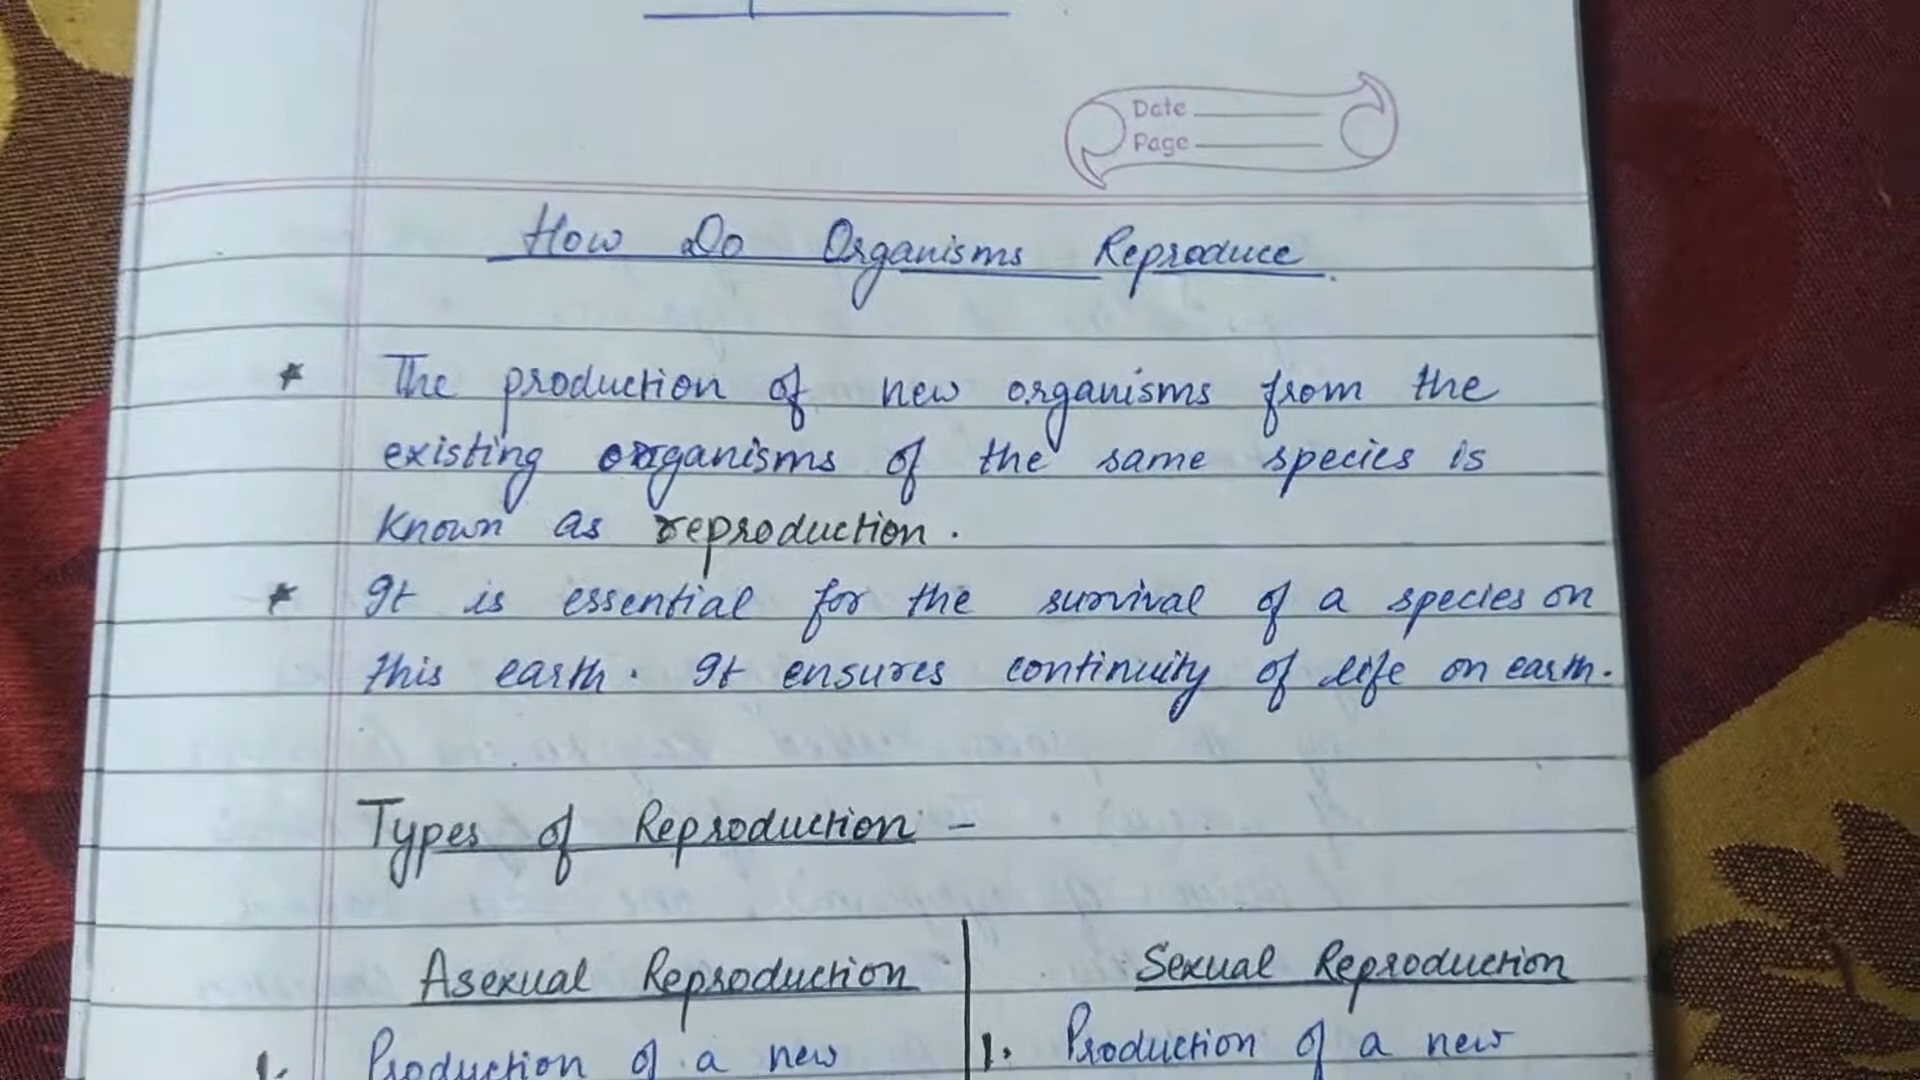 Date
Page
How Do Organisms Reproduce
* The production of new organisms from the
existing organisms of the same species is
known as reproduction.
* It is essential for the survival of a species on
this earth. It ensures continuity of life on earth.
Types of Reproduction -
Asexual Reproduction
Sexual Reproduction
1. Production of a new
1. Production of a new